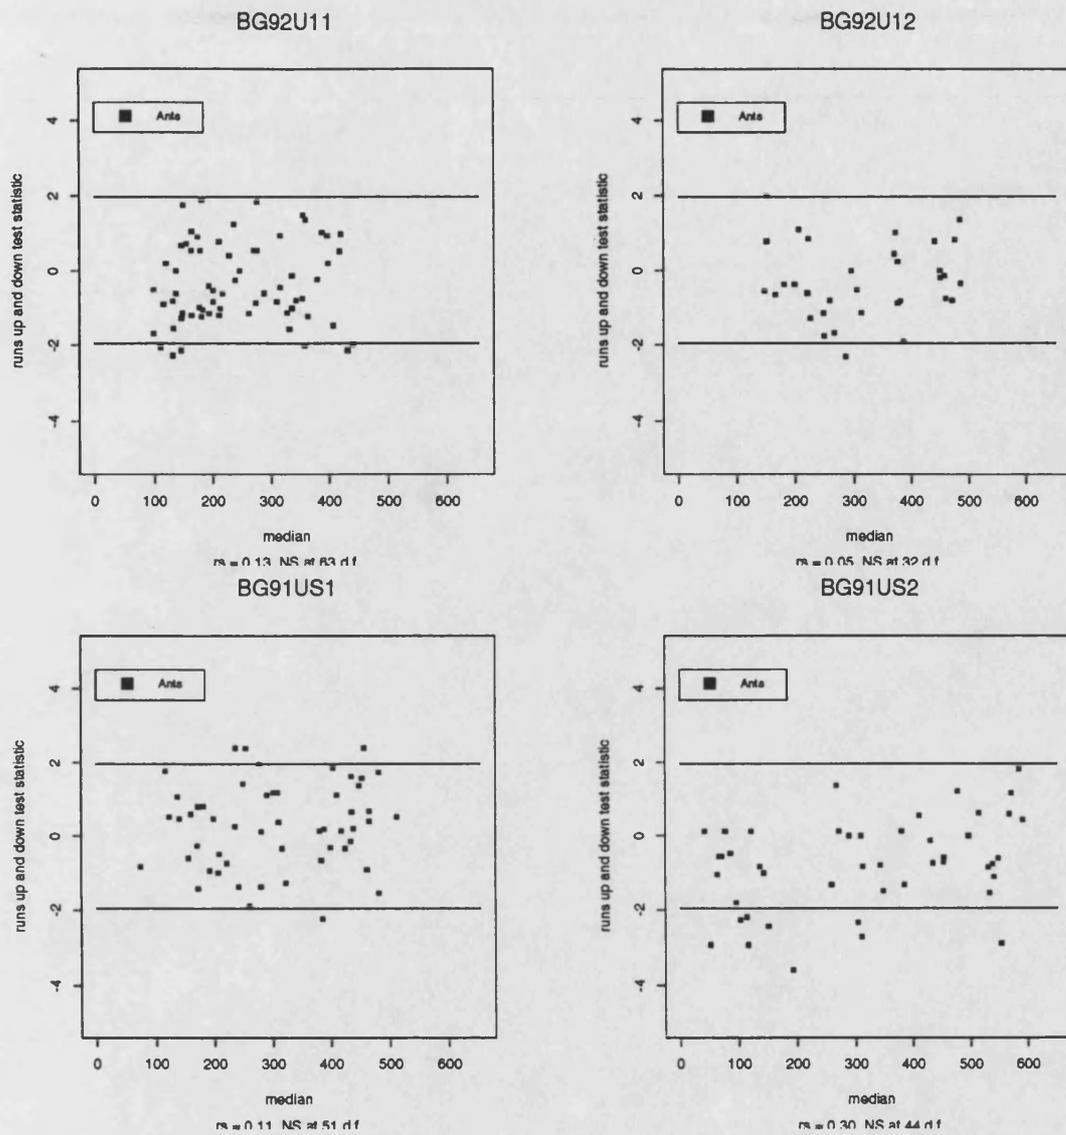 BG92U11
BG92U12
runs up and down test statistic
4
2
0
-2
-4
Ants
0 100 200 300 400 500 600
median
rs = 0.13 NS at 63 d.f
runs up and down test statistic
4
2
0
-2
-4
Ants
0 100 200 300 400 500 600
median
rs = 0.05 NS at 32 d.f
BG91US1
BG91US2
runs up and down test statistic
4
2
0
-2
-4
Ants
0 100 200 300 400 500 600
median
rs = 0.11 NS at 51 d.f
runs up and down test statistic
4
2
0
-2
-4
Ants
0 100 200 300 400 500 600
median
rs = 0.30 NS at 44 d.f